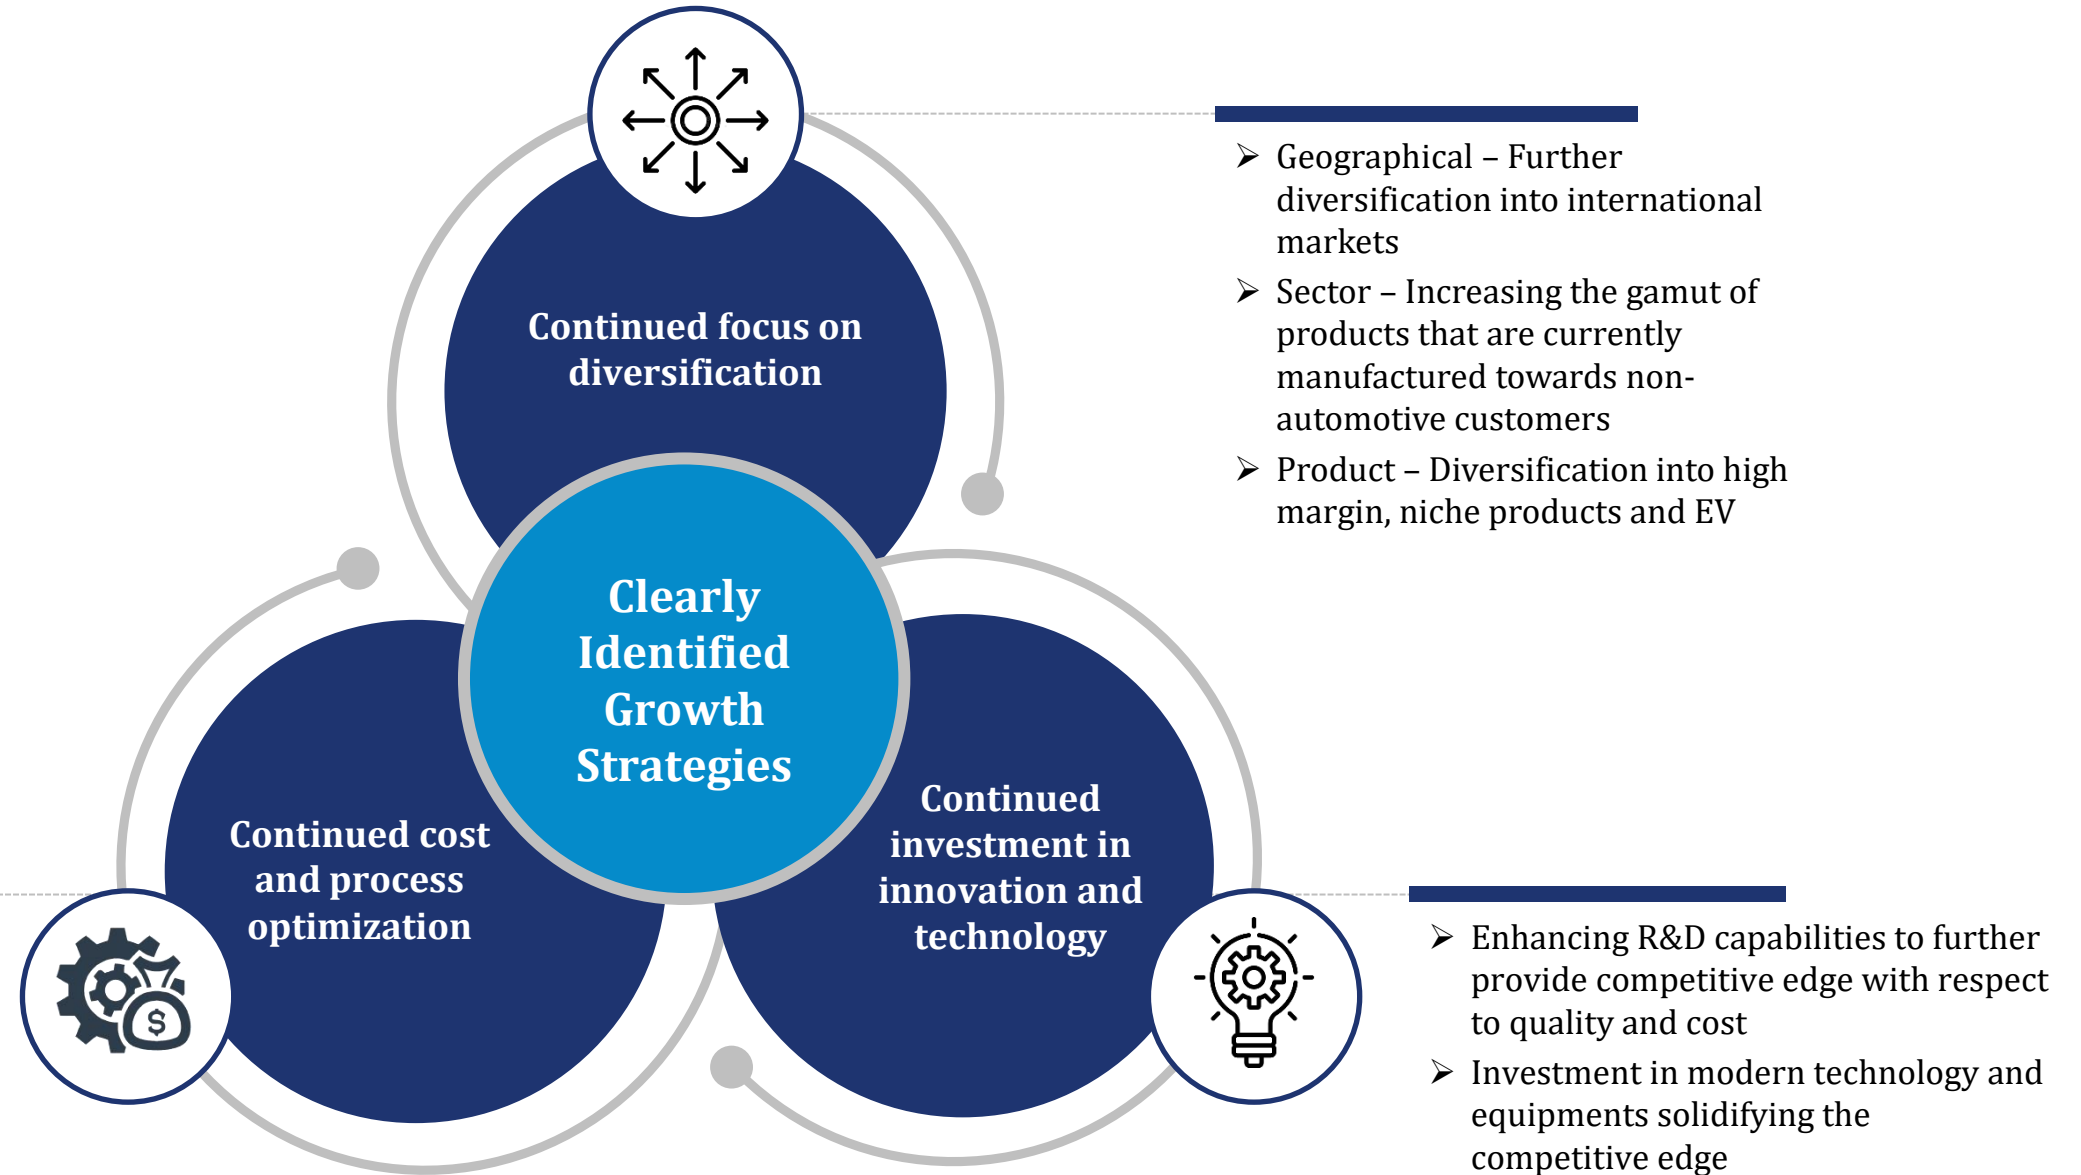 Continued focus on
diversification
Clearly
Identified
Growth
Strategies
Continued cost
and process
optimization
$
Continued
investment in
innovation and
technology
➢ Geographical – Further
diversification into international
markets
➢ Sector – Increasing the gamut of
products that are currently
manufactured towards non-
automotive customers
➢ Product – Diversification into high
margin, niche products and EV
➢ Enhancing R&D capabilities to further
provide competitive edge with respect
to quality and cost
➢ Investment in modern technology and
equipments solidifying the
competitive edge